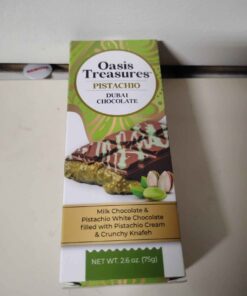 Oasis
Treasures™
PISTACHIO
DUBAI
CHOCOLATE
Milk Chocolate &
Pistachio White Chocolate
filled with Pistachio Cream
& Crunchy Knafeh
NET WT. 2.6 oz. (75g)